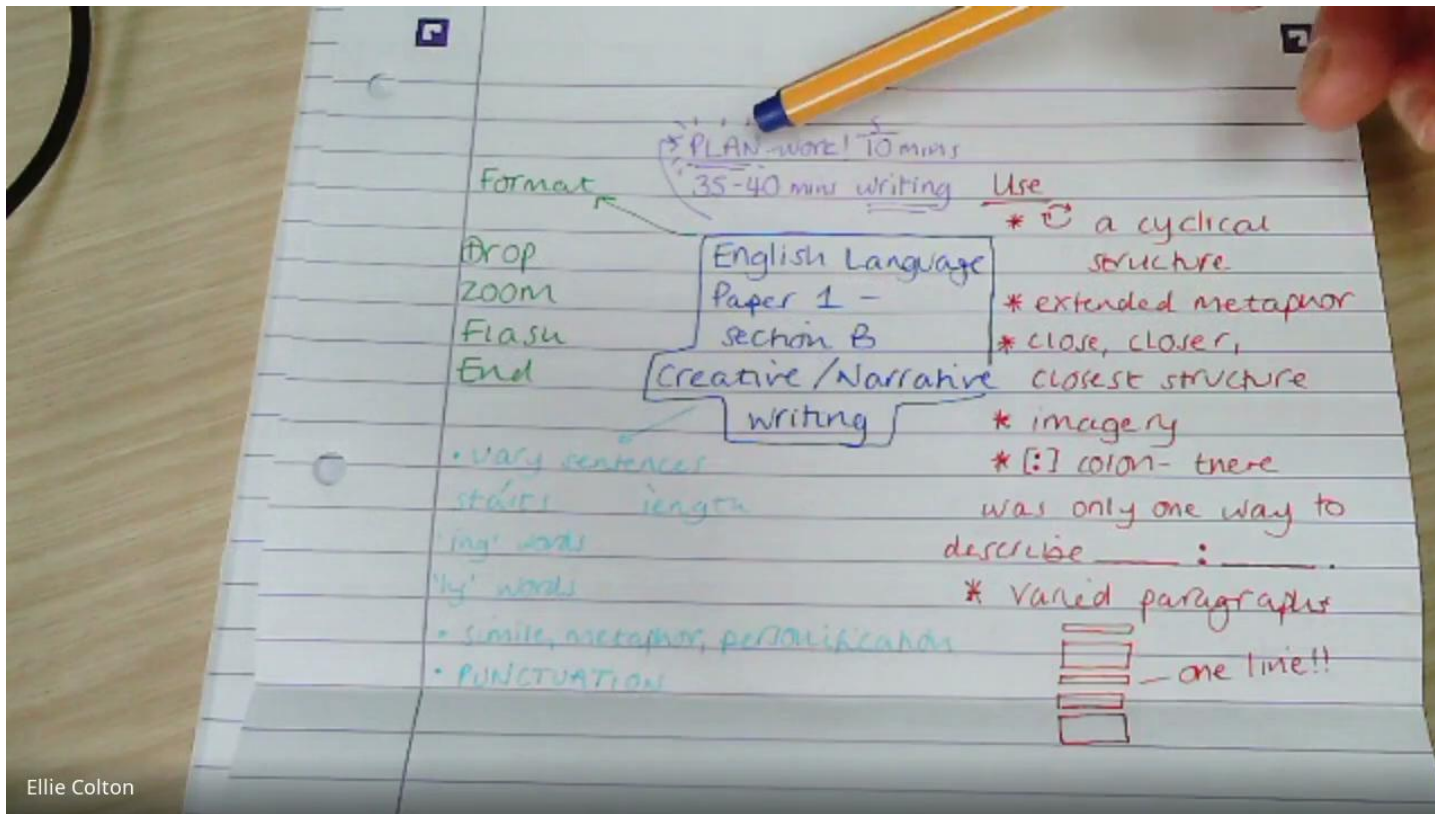 PLAN work! 5
10 mins
35-40 mins writing
Format
Drop
Zoom
Flash
End
English Language
Paper 1 -
section B
Creative/Narrative
writing
Use
* a cyclical
structure
* extended metaphor
* close, closer,
closest structure
* imagery
* [:] colon- there
was only one way to
describe ____ : ____.
* varied paragraphs
one line!!
• vary sentences
starts length
'ing' words
'ly' words
• simile, metaphor, personification
• PUNCTUATION
Ellie Colton